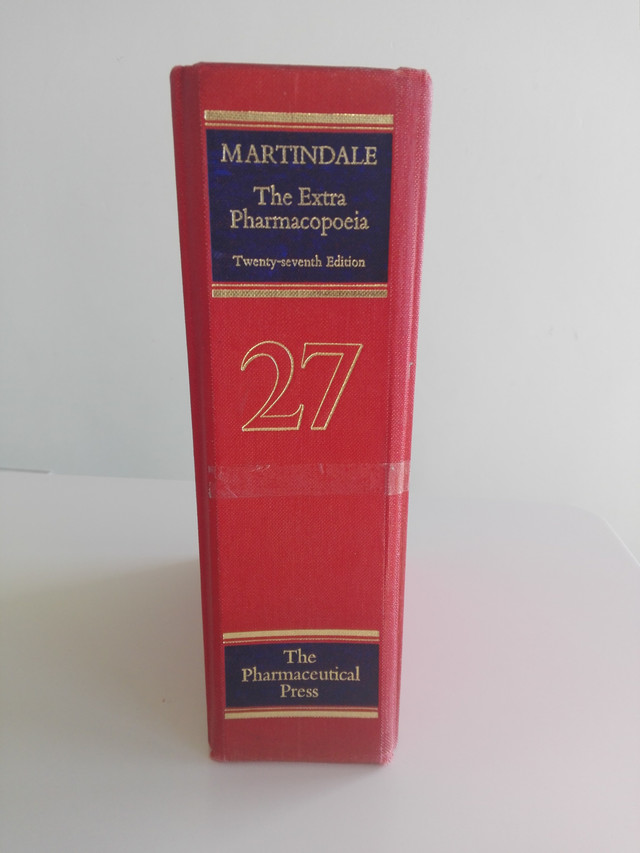 MARTINDALE
The Extra
Pharmacopoeia
Twenty-seventh Edition
27
The
Pharmaceutical
Press